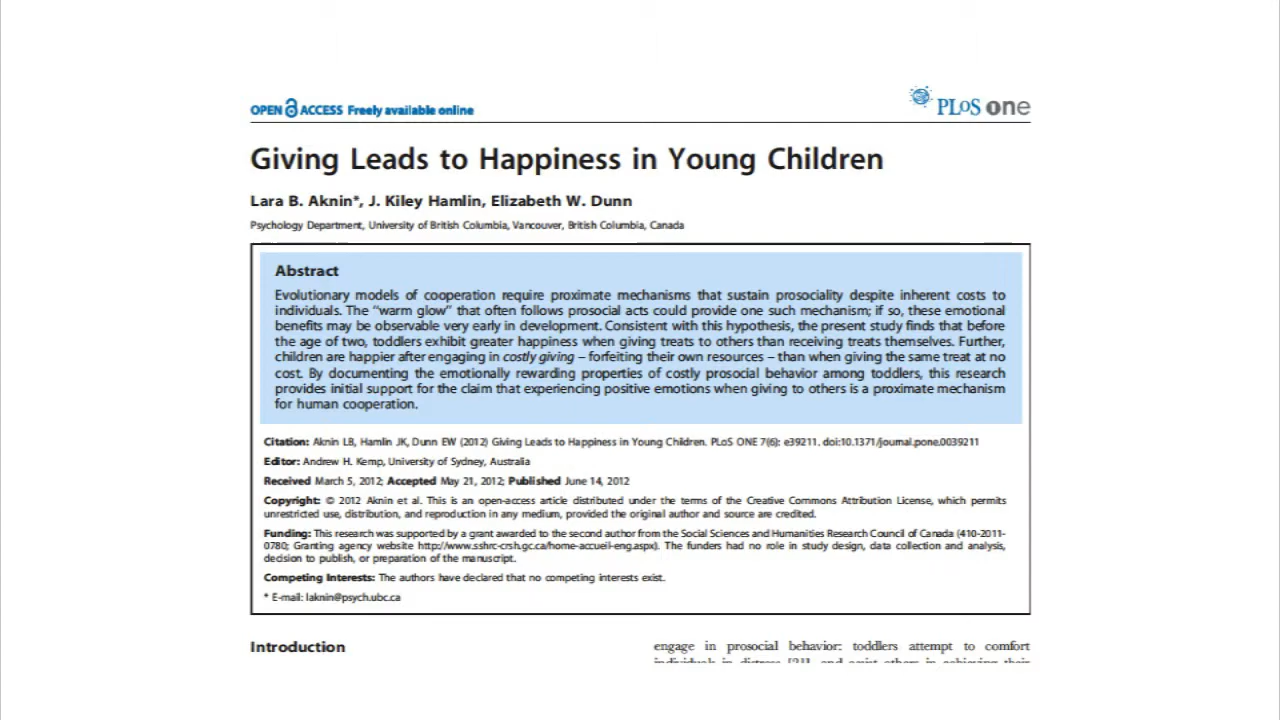 OPEN ACCESS Freely available online
PLoS one
Giving Leads to Happiness in Young Children
Lara B. Aknin*, J. Kiley Hamlin, Elizabeth W. Dunn
Psychology Department, University of British Columbia, Vancouver, British Columbia, Canada
Abstract
Evolutionary models of cooperation require proximate mechanisms that sustain prosociality despite inherent costs to
individuals. The “warm glow” that often follows prosocial acts could provide one such mechanism; if so, these emotional
benefits may be observable very early in development. Consistent with this hypothesis, the present study finds that before
the age of two, toddlers exhibit greater happiness when giving treats to others than receiving treats themselves. Further,
children are happier after engaging in costly giving – forfeiting their own resources – than when giving the same treat at no
cost. By documenting the emotionally rewarding properties of costly prosocial behavior among toddlers, this research
provides initial support for the claim that experiencing positive emotions when giving to others is a proximate mechanism
for human cooperation.
Citation: Aknin LB, Hamlin JK, Dunn EW (2012) Giving Leads to Happiness in Young Children. PLoS ONE 7(6): e39211. doi:10.1371/journal.pone.0039211
Editor: Andrew H. Kemp, University of Sydney, Australia
Received March 5, 2012; Accepted May 21, 2012; Published June 14, 2012
Copyright: © 2012 Aknin et al. This is an open-access article distributed under the terms of the Creative Commons Attribution License, which permits
unrestricted use, distribution, and reproduction in any medium, provided the original author and source are credited.
Funding: This research was supported by a grant awarded to the second author from the Social Sciences and Humanities Research Council of Canada (410-2011-
0780; Granting agency website http://www.sshrc-crsh.gc.ca/home-accueil-eng.aspx). The funders had no role in study design, data collection and analysis,
decision to publish, or preparation of the manuscript.
Competing Interests: The authors have declared that no competing interests exist.
* E-mail: laknin@psych.ubc.ca
Introduction
engage in prosocial behavior: toddlers attempt to comfort